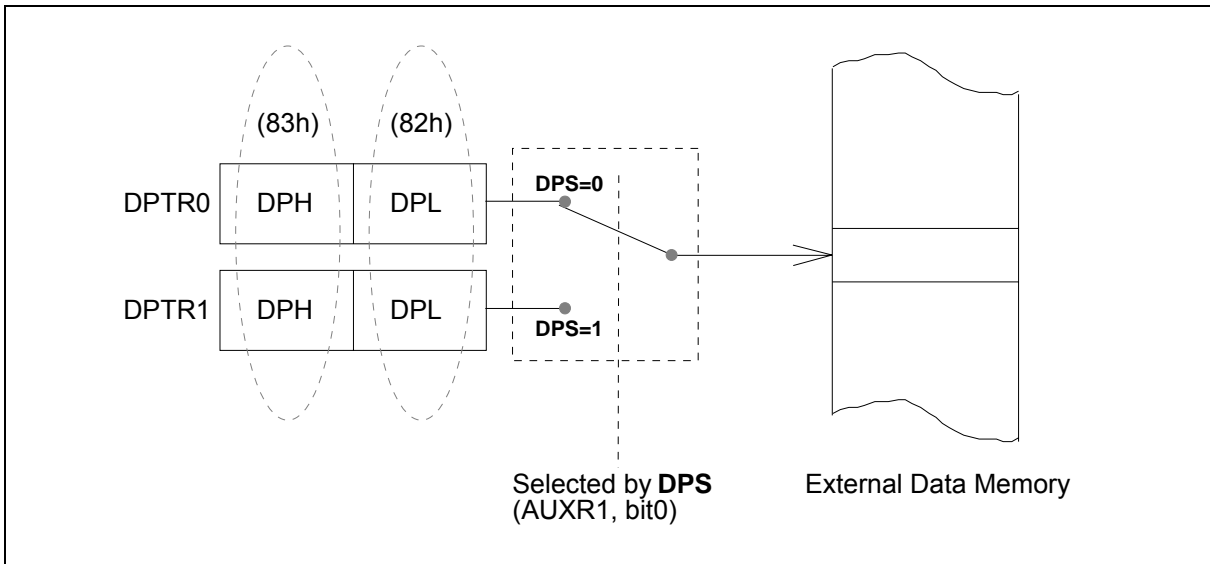 (83h) (82h)
DPTR0 DPH DPL DPS=0
DPTR1 DPH DPL DPS=1
Selected by DPS
(AUXR1, bit0)
External Data Memory